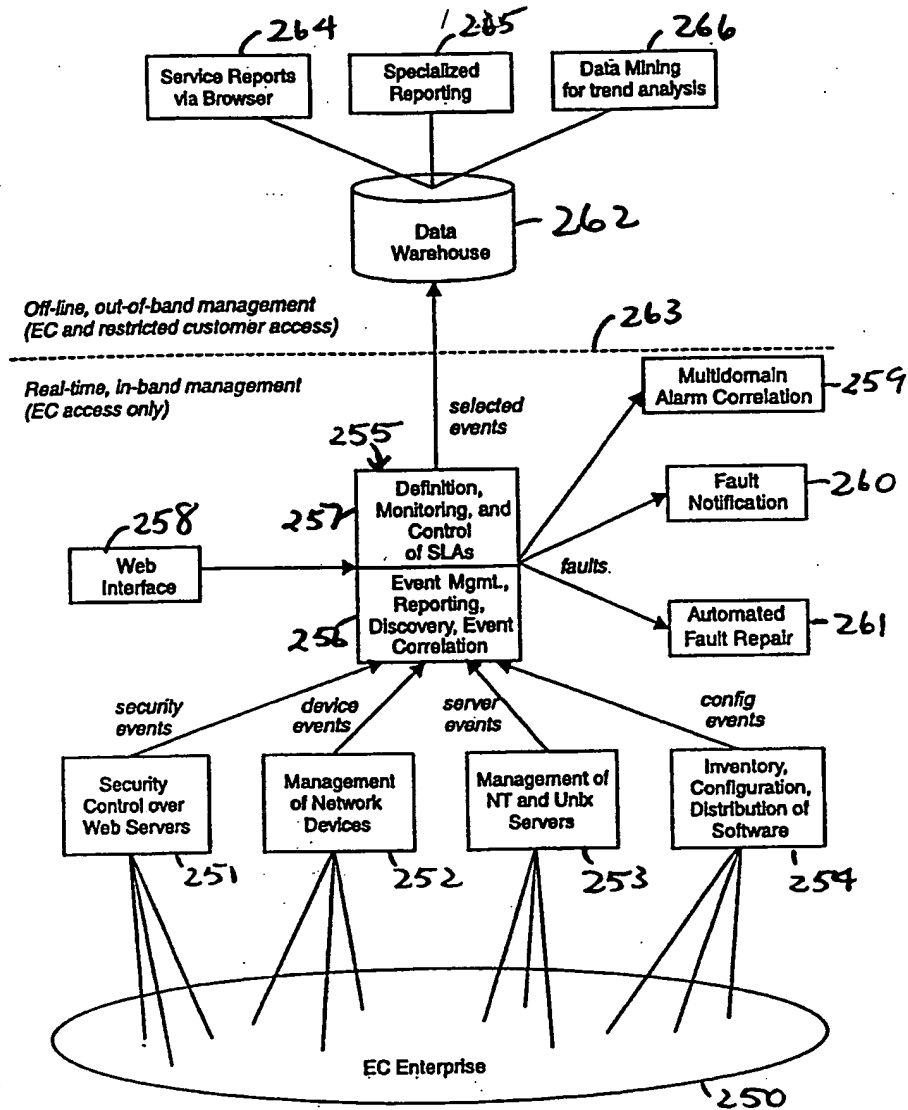 264
265
266
Service Reports
via Browser
Specialized
Reporting
Data Mining
for trend analysis
Data
Warehouse
262
Off-line, out-of-band management
(EC and restricted customer access)
263
Real-time, in-band management
(EC access only)
selected
events
Multidomain
Alarm Correlation
259
255
257
Definition,
Monitoring, and
Control
of SLAs
Fault
Notification
260
258
Web
Interface
faults.
256
Event Mgmt.,
Reporting,
Discovery, Event
Correlation
Automated
Fault Repair
261
security
events
device
events
server
events
config
events
Security
Control over
Web Servers
Management
of Network
Devices
Management of
NT and Unix
Servers
Inventory,
Configuration,
Distribution of
Software
251
252
253
254
EC Enterprise
250